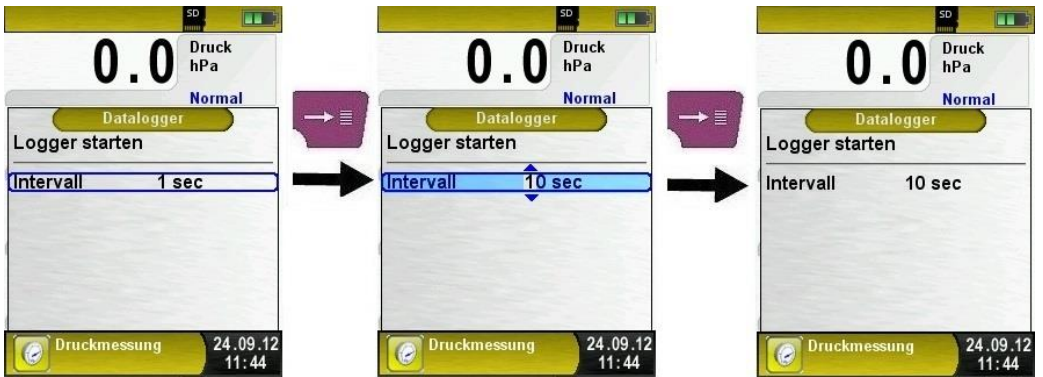 SD
0.0 Druck
hPa
Normal
Datalogger
Logger starten
Intervall 1 sec
Druckmessung 24.09.12
11:44
SD
0.0 Druck
hPa
Normal
Datalogger
Logger starten
Intervall 10 sec
Druckmessung 24.09.12
11:44
SD
0.0 Druck
hPa
Normal
Datalogger
Logger starten
Intervall 10 sec
Druckmessung 24.09.12
11:44